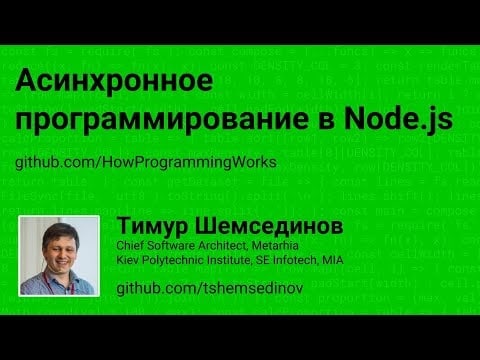 Асинхронное
программирование в Node.js
github.com/HowProgrammingWorks
Тимур Шемсединов
Chief Software Architect, Metarhia
Kiev Polytechnic Institute, SE Infotech, MIA
github.com/tshemsedinov